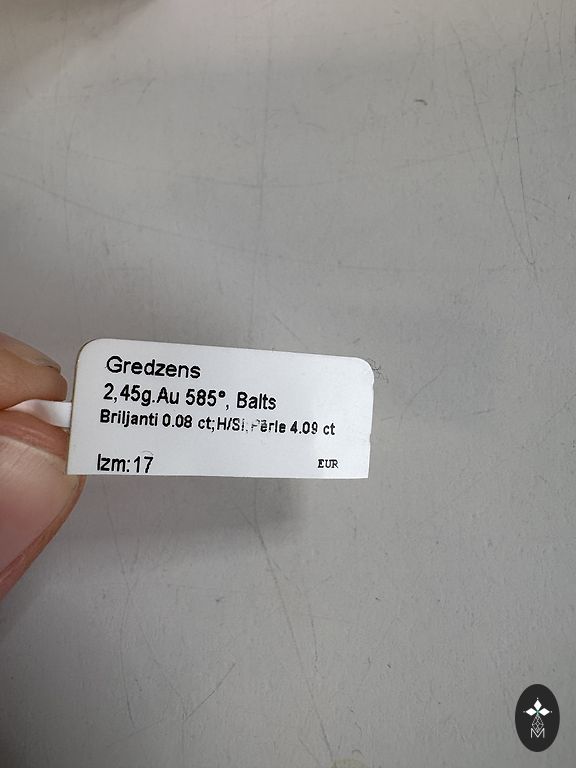 Gredzens
2,45g.Au 585°, Balts
Briljanti 0.08 ct;H/SI, Pērle 4.09 ct
Izm:17
EUR
M